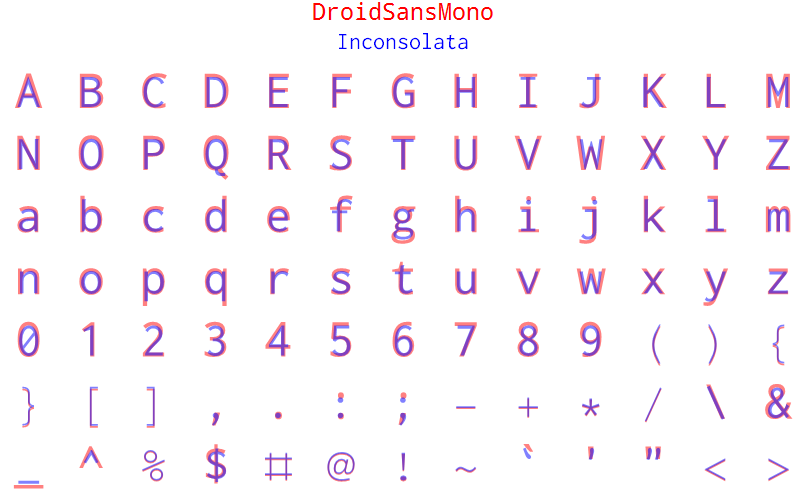 DroidSansMono
Inconsolata
A B C D E F G H I J K L M
N O P Q R S T U V W X Y Z
a b c d e f g h i j k l m
n o p q r s t u v w x y z
0 1 2 3 4 5 6 7 8 9 ( ) {
} [ ] , . : ; − + * / \ &
_ ^ % $ # @ ! ~ ` ' " < >